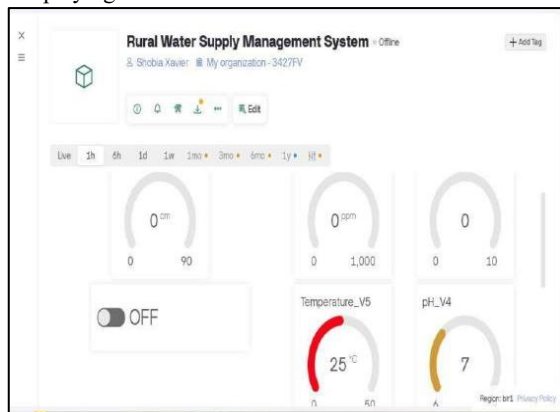 Rural Water Supply Management System Offline
+ Add Tag
Shobia Xavier My organization - 3427FV
Edit
Live 1h 6h 1d 1w 1mo 3mo 6mo 1y
0 cm
0 90
0 ppm
0 1,000
0
0 10
OFF
Temperature_V5
25 °C
0 50
pH_V4
7
6
Region: blr1 Privacy Policy